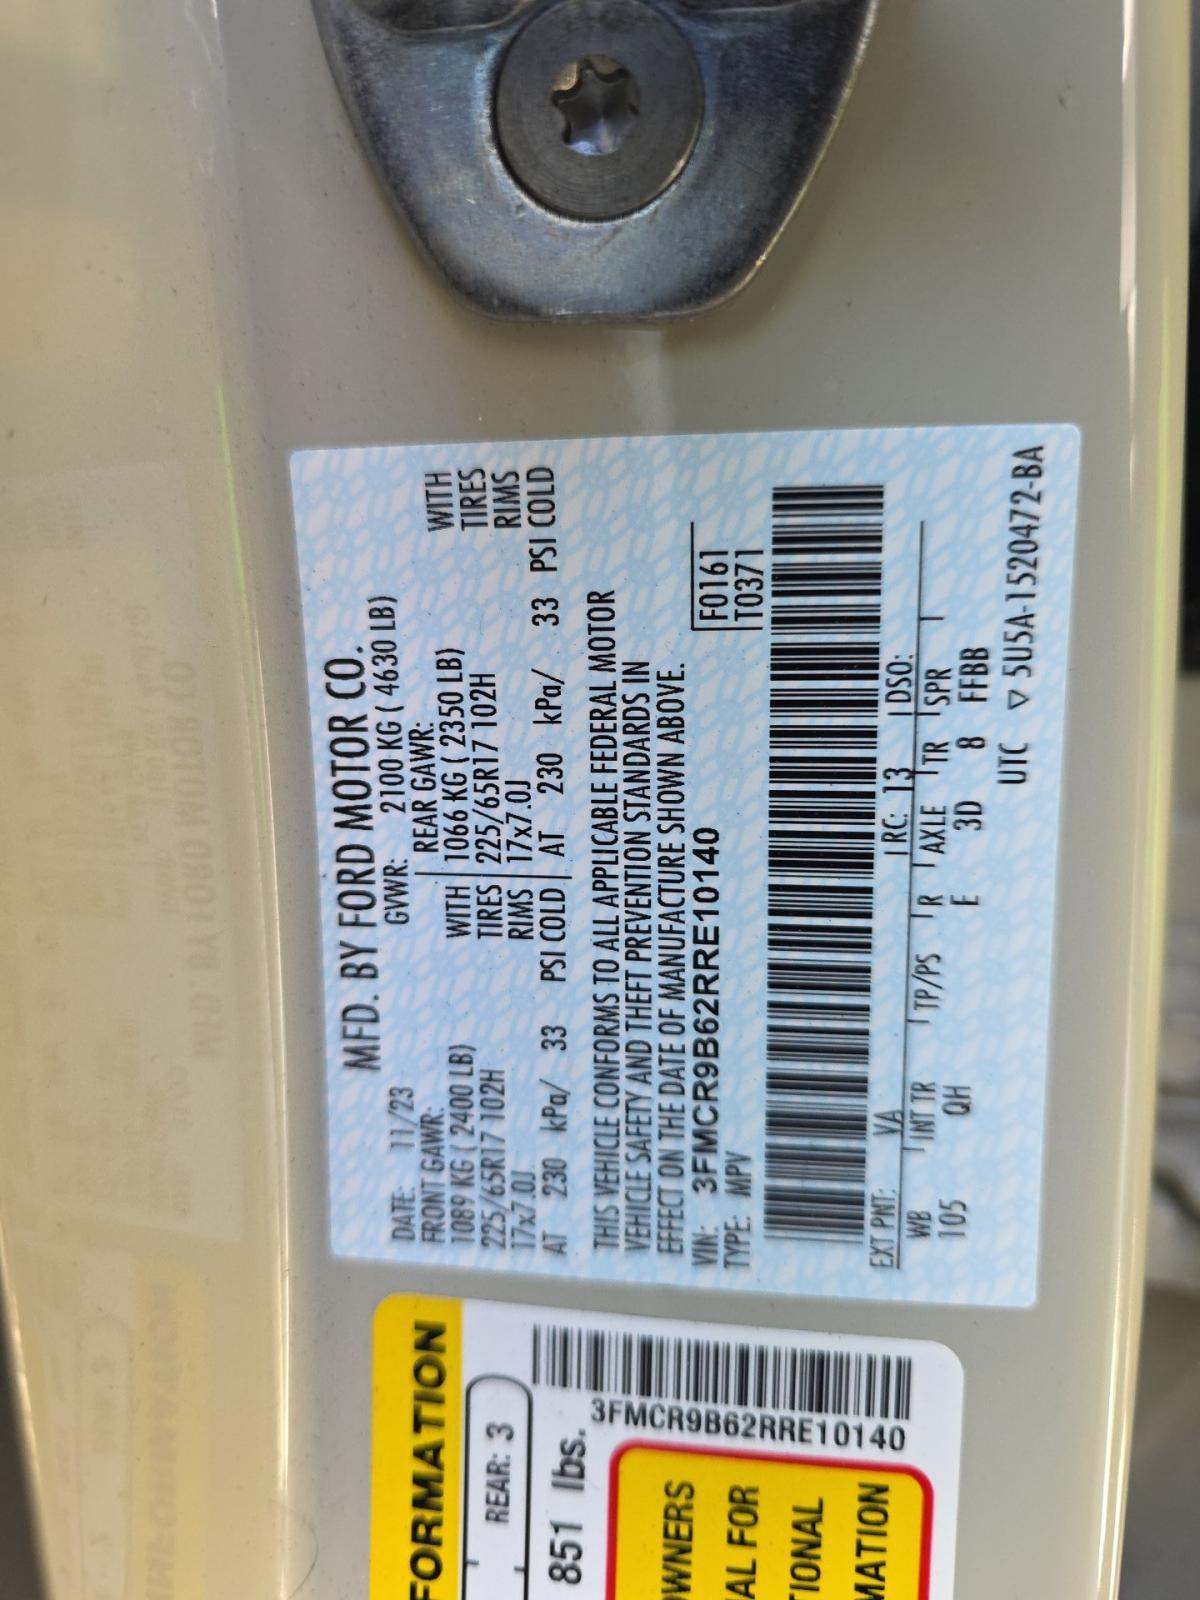 MFD. BY FORD MOTOR CO.
DATE: 11/23 GVWR: 2100 KG ( 4630 LB)
FRONT GAWR: REAR GAWR:
1089 KG ( 2400 LB) WITH 1066 KG ( 2350 LB) WITH
225/65R17 102H TIRES 225/65R17 102H TIRES
17x7.0J RIMS 17x7.0J RIMS
AT 230 kPa/ 33 PSI COLD AT 230 kPa/ 33 PSI COLD
THIS VEHICLE CONFORMS TO ALL APPLICABLE FEDERAL MOTOR
VEHICLE SAFETY AND THEFT PREVENTION STANDARDS IN
EFFECT ON THE DATE OF MANUFACTURE SHOWN ABOVE.
VIN: 3FMCR9B62RRE10140 F0161
TYPE: MPV T0371
EXT PNT: VA RC: 13 DSO:
WB INT TR TP/PS R AXLE TR SPR
105 QH E 3D 8 FFBB
UTC ▽ 5U5A-1520472-BA
FORMATION
REAR: 3
851 lbs.
3FMCR9B62RRE10140
OWNERS
AL FOR
TIONAL
MATION